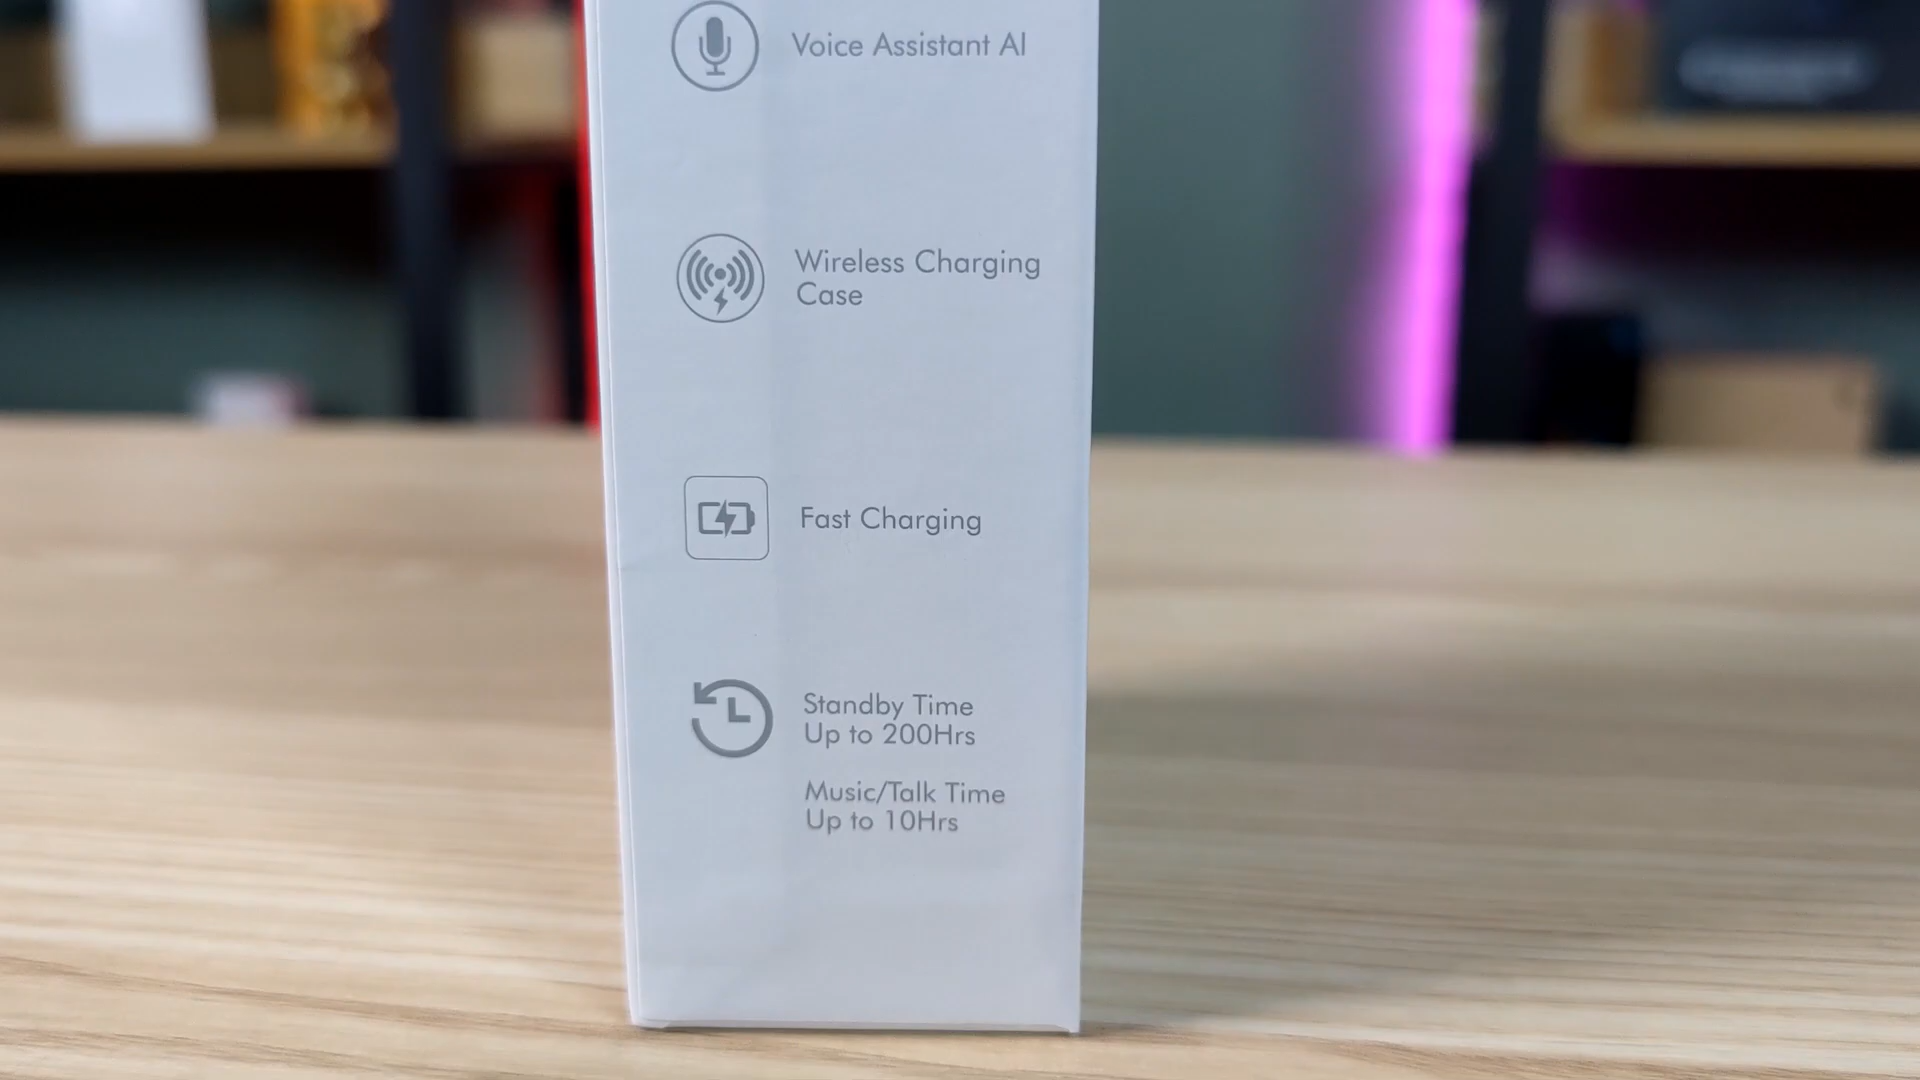 Voice Assistant AI
Wireless Charging
Case
Fast Charging
Standby Time
Up to 200Hrs
Music/Talk Time
Up to 10Hrs